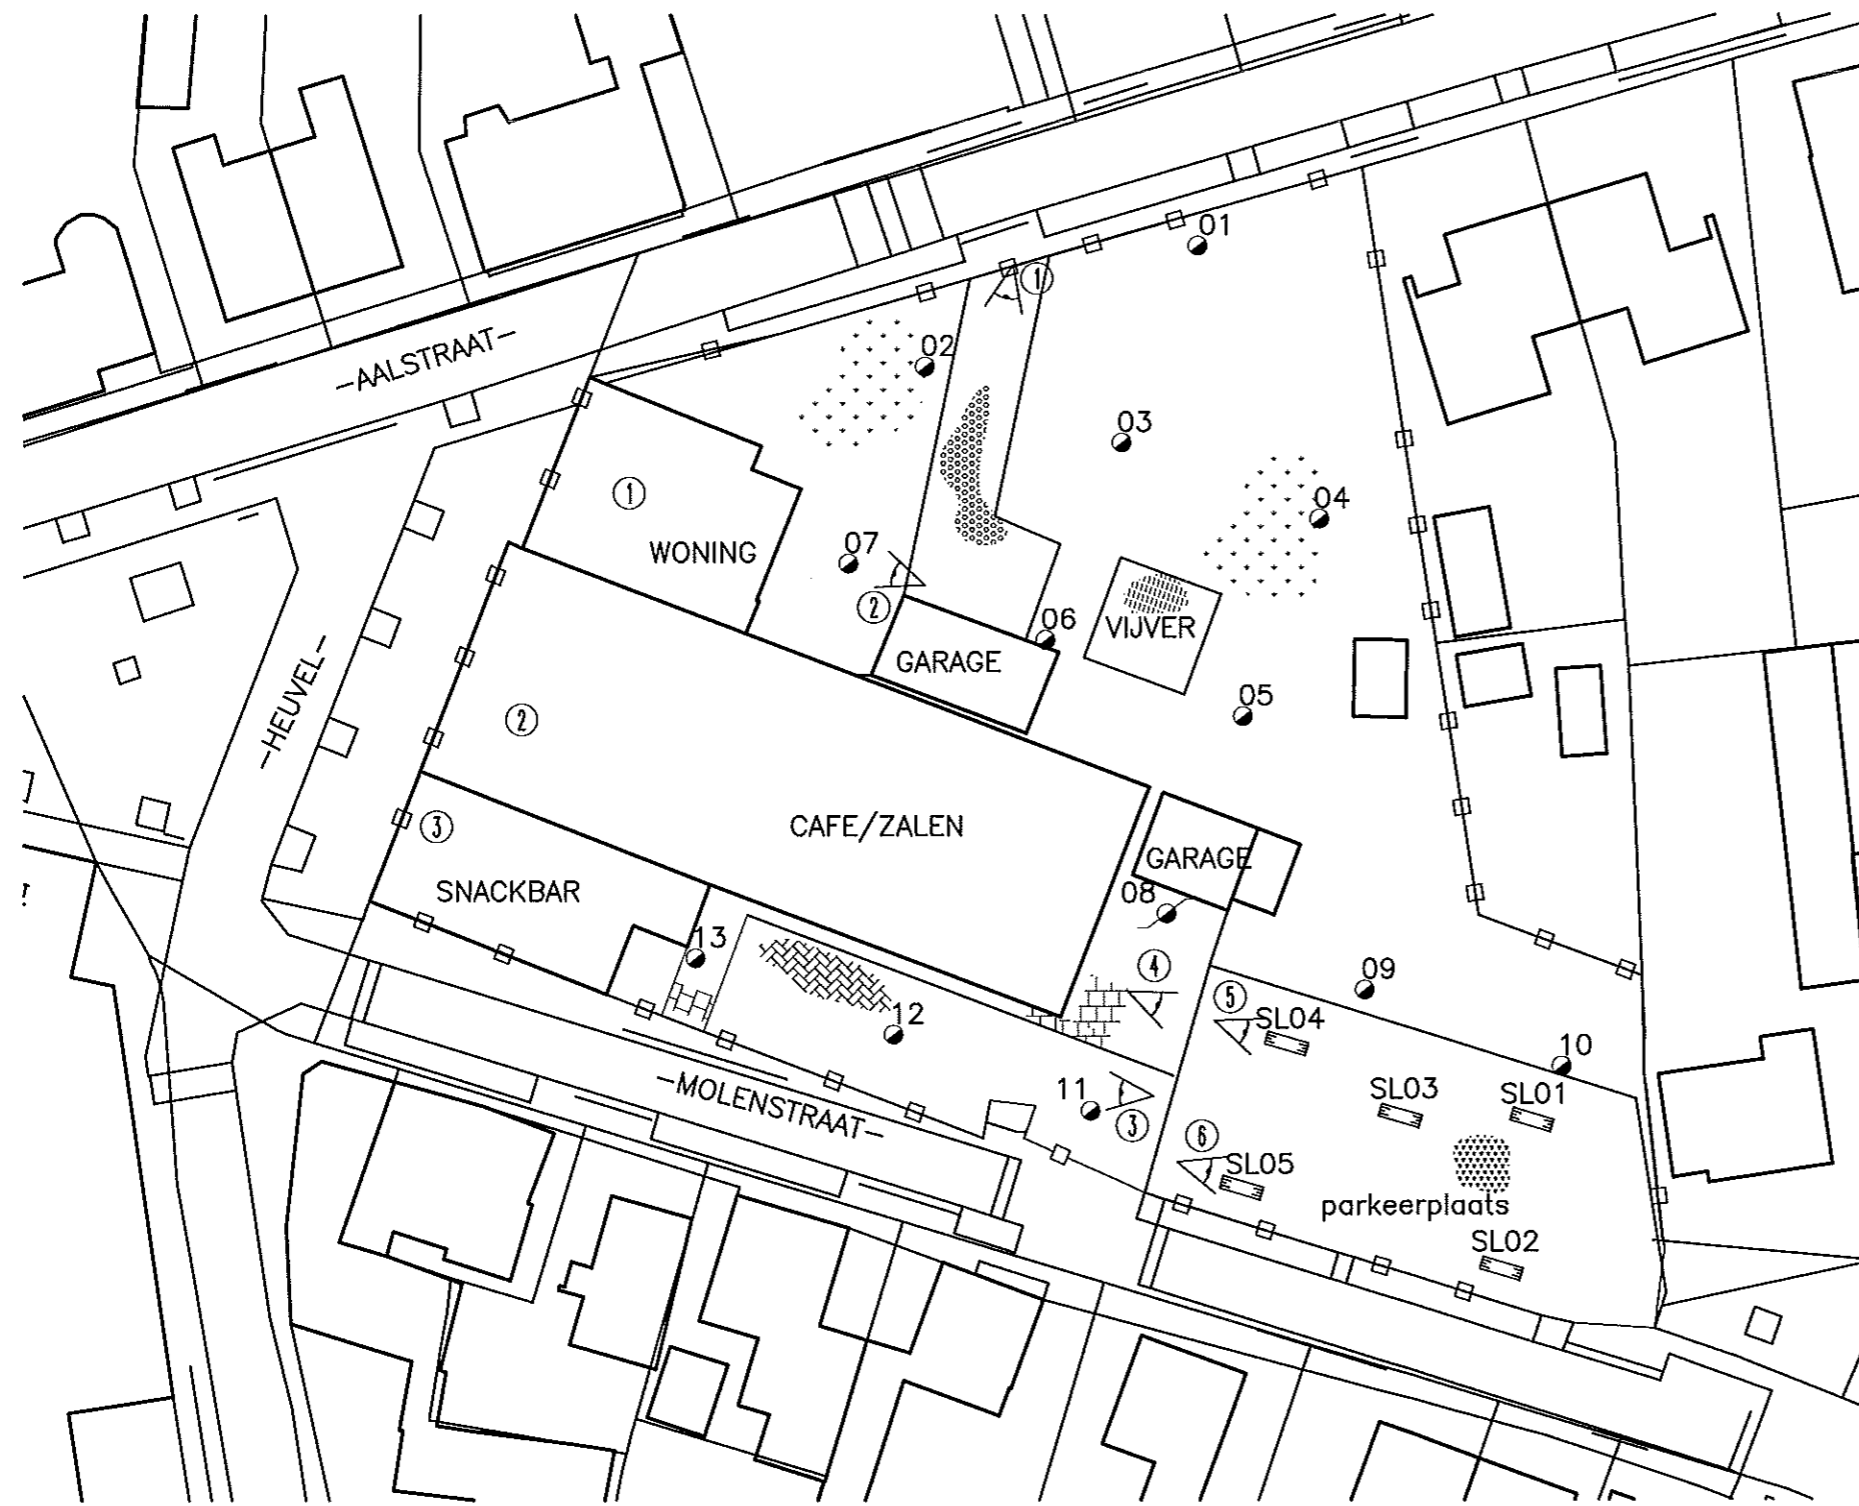 01
①
-AALSTRAAT-
02
03
04
①
WONING
07
②
06
VIJVER
GARAGE
-HEUVEL-
05
②
③
CAFE/ZALEN
GARAGE
SNACKBAR
08
13
④
09
⑤
SL04
12
10
-MOLENSTRAAT-
11
③
SL03
SL01
⑥
SL05
parkeerplaats
SL02